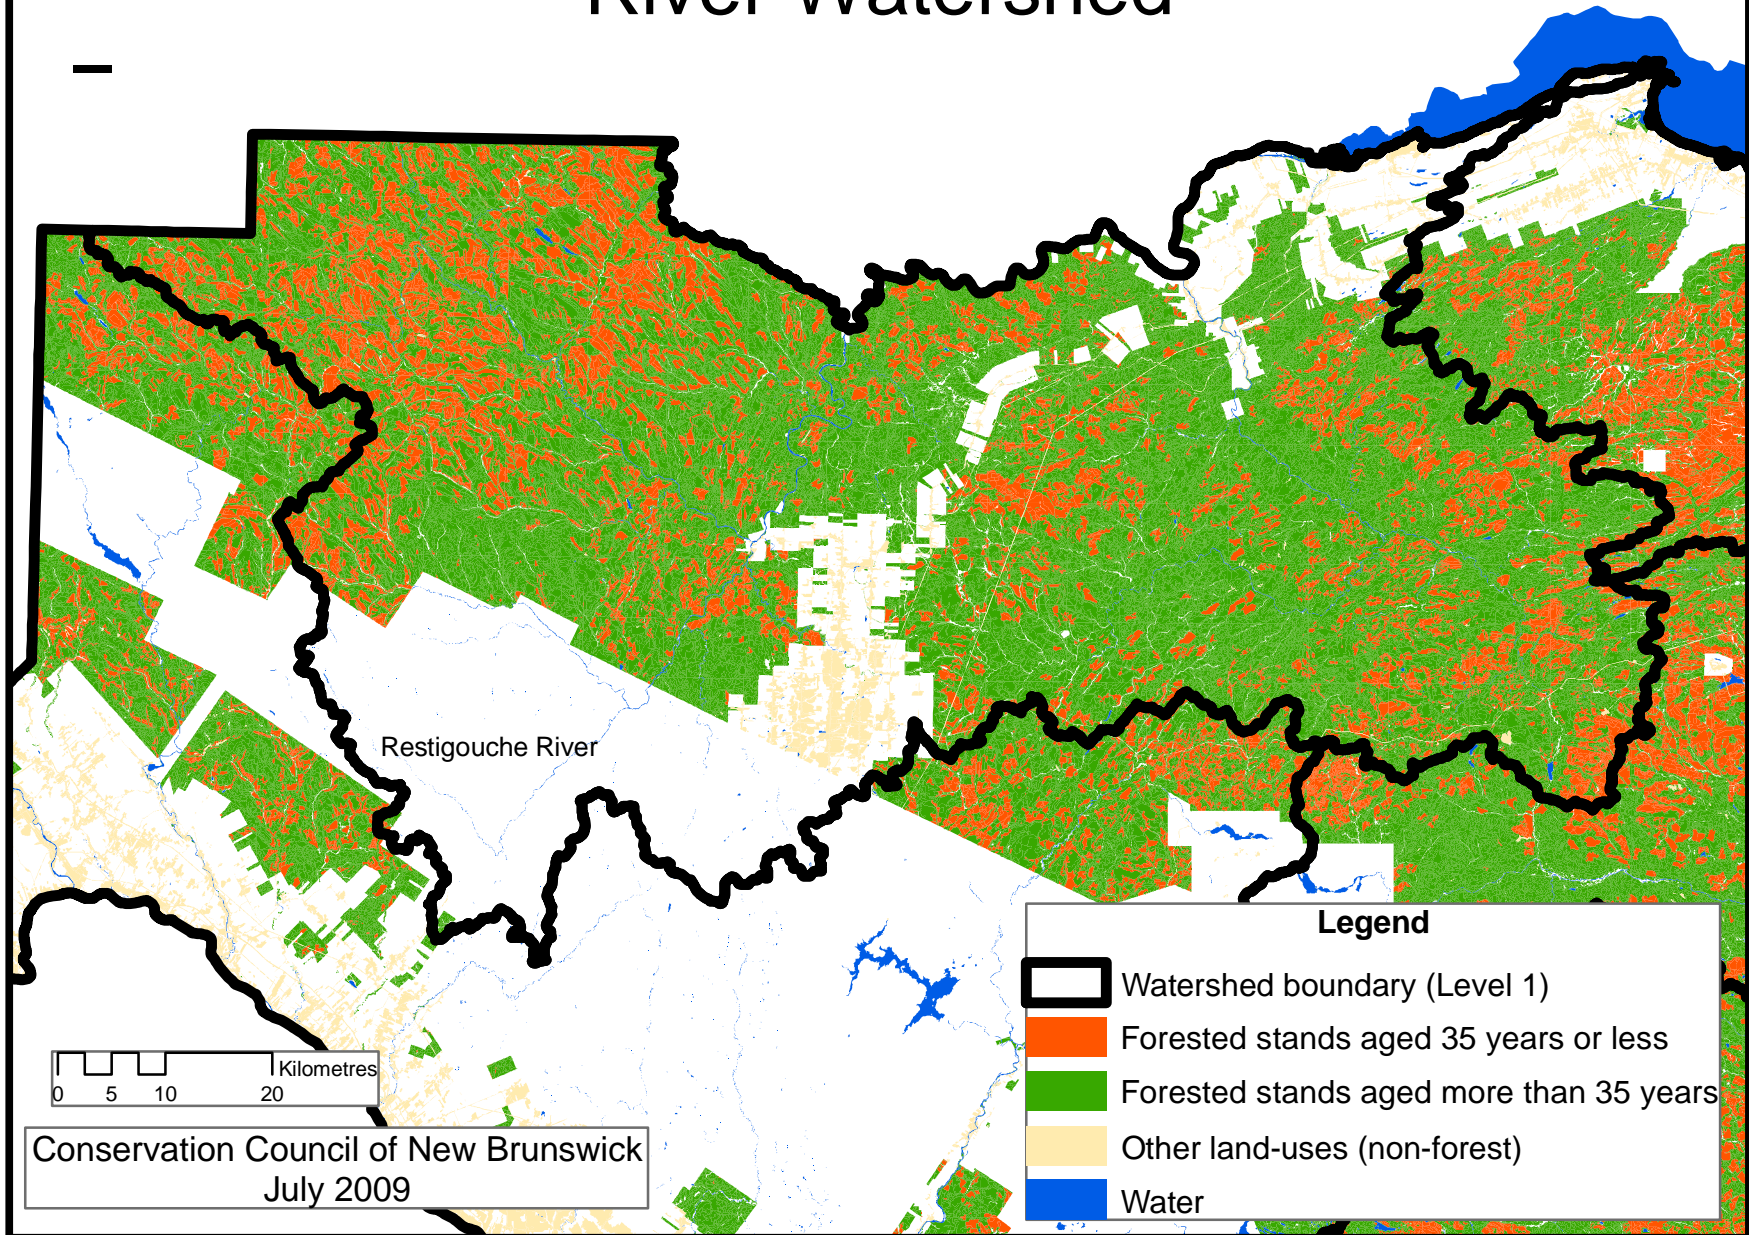 River Watershed
Restigouche River
Legend
Watershed boundary (Level 1)
Forested stands aged 35 years or less
Forested stands aged more than 35 years
Other land-uses (non-forest)
Water
Kilometres
0 5 10 20
Conservation Council of New Brunswick
July 2009